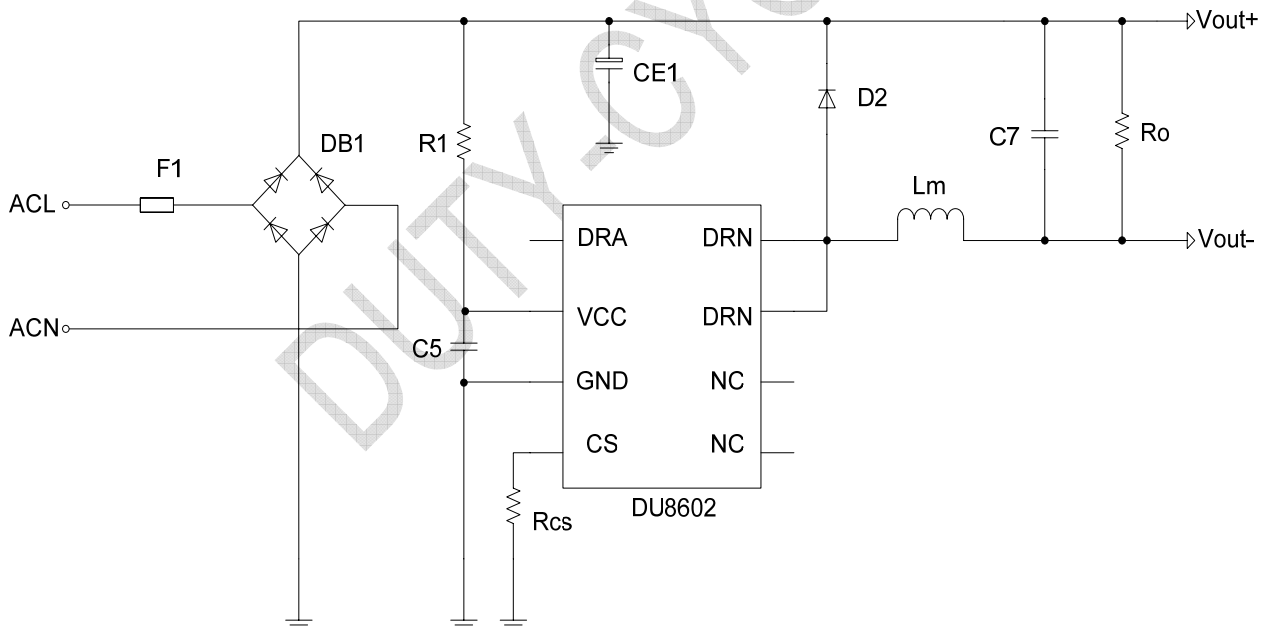 Vout+
CE1
D2
DB1
R1
C7
Ro
F1
Lm
ACL
DRA
DRN
Vout-
VCC
DRN
ACN
C5
GND
NC
CS
NC
DU8602
Rcs
DUTY-CYC